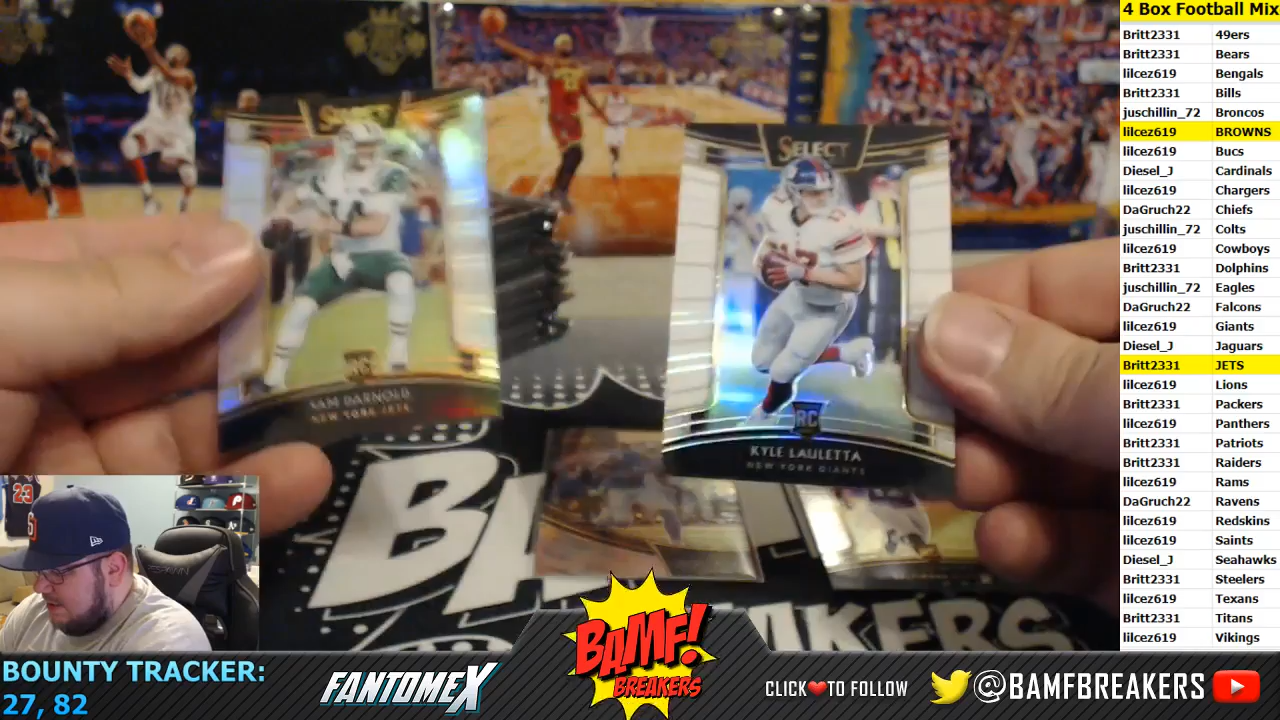 4 Box Football Mix
Britt2331 49ers
Britt2331 Bears
lilcez619 Bengals
Britt2331 Bills
juschillin_72 Broncos
lilcez619 BROWNS
lilcez619 Bucs
Diesel_J Cardinals
lilcez619 Chargers
DaGruch22 Chiefs
juschillin_72 Colts
lilcez619 Cowboys
Britt2331 Dolphins
juschillin_72 Eagles
DaGruch22 Falcons
lilcez619 Giants
Diesel_J Jaguars
Britt2331 JETS
lilcez619 Lions
Britt2331 Packers
lilcez619 Panthers
Britt2331 Patriots
Britt2331 Raiders
lilcez619 Rams
DaGruch22 Ravens
lilcez619 Redskins
lilcez619 Saints
Diesel_J Seahawks
Britt2331 Steelers
lilcez619 Texans
Britt2331 Titans
lilcez619 Vikings
SELECT
SAM DARNOLD
NEW YORK JETS
SELECT
RC
KYLE LAULETTA
NEW YORK GIANTS
23
BOUNTY TRACKER:
27, 82
FANTOMEX
BAMF!
BREAKERS
CLICK TO FOLLOW
@BAMFBREAKERS